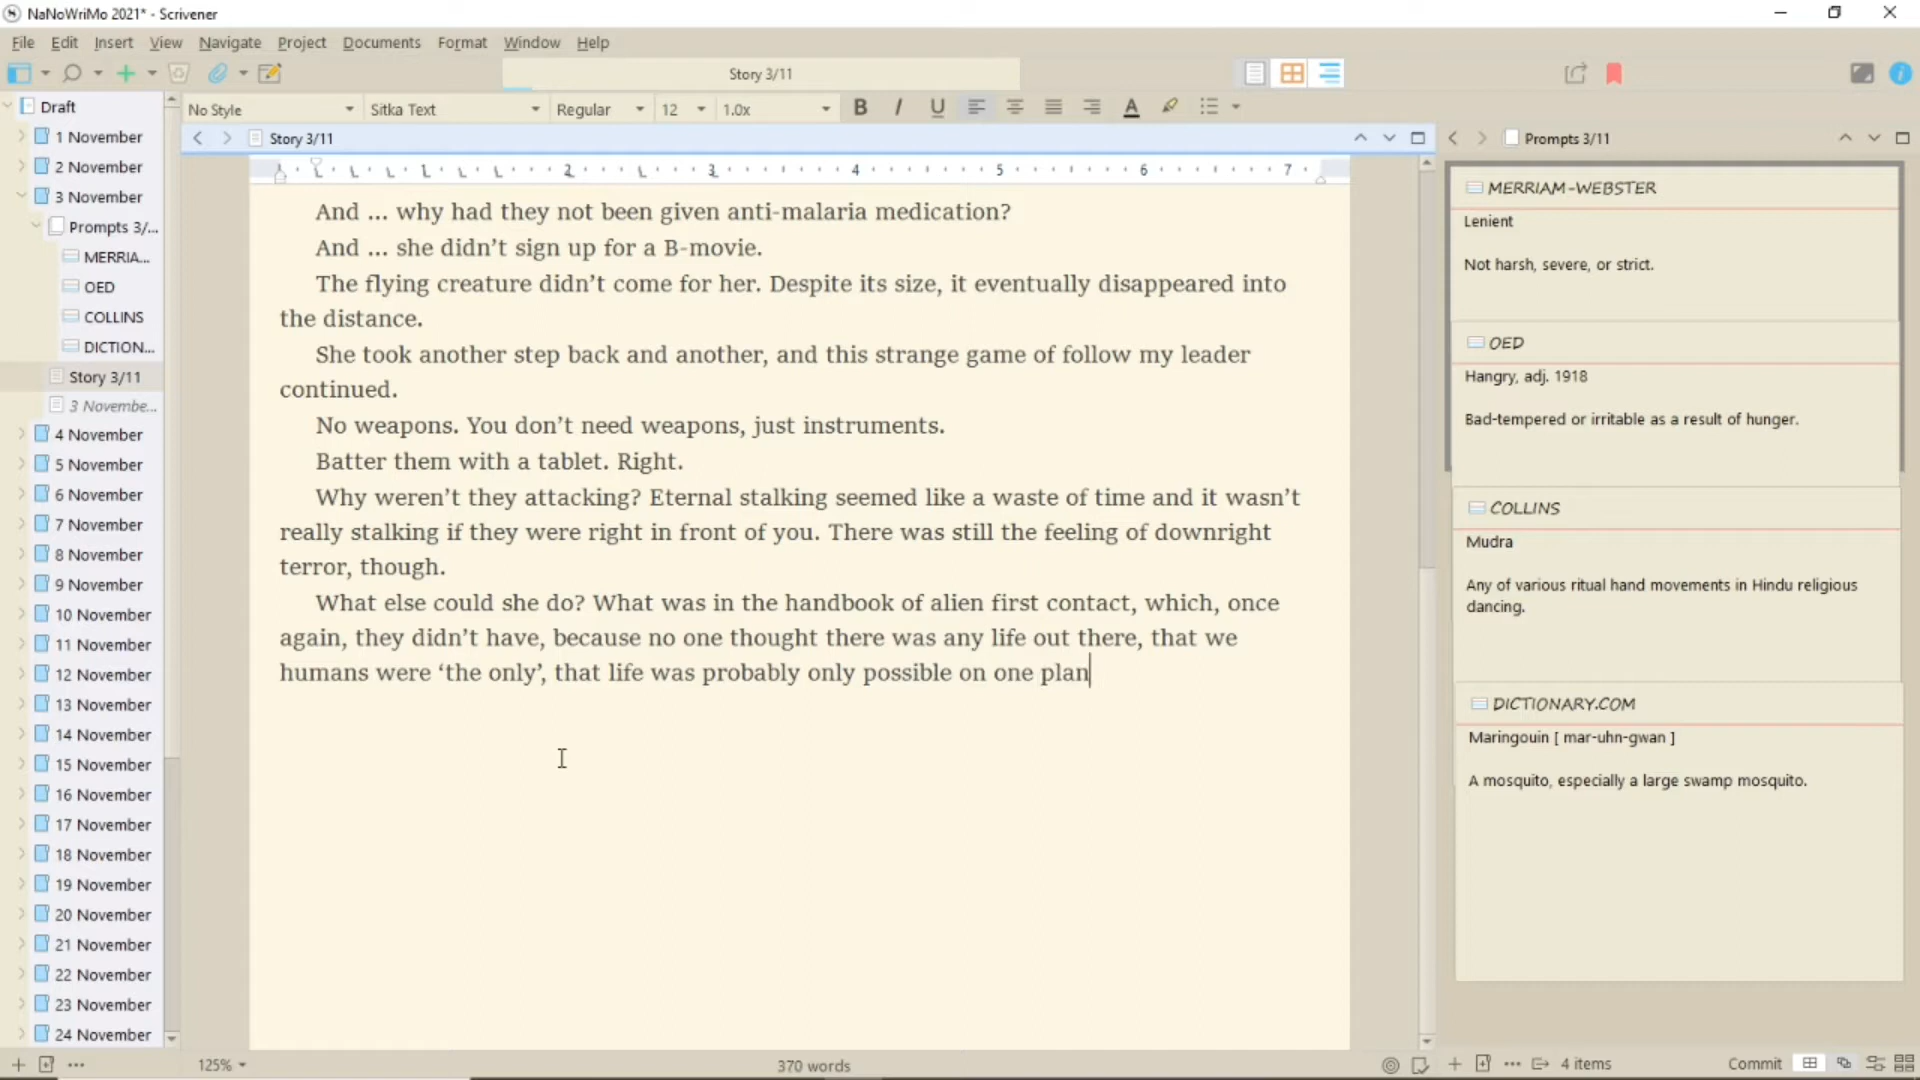 NaNoWriMo 2021* - Scrivener
File Edit Insert View Navigate Project Documents Format Window Help
Story 3/11
No Style Sitka Text Regular 12 1.0x B I U A
Draft
1 November
2 November
3 November
Prompts 3/...
MERRIA...
OED
COLLINS
DICTION...
Story 3/11
3 Novembe...
4 November
5 November
6 November
7 November
8 November
9 November
10 November
11 November
12 November
13 November
14 November
15 November
16 November
17 November
18 November
19 November
20 November
21 November
22 November
23 November
24 November
Story 3/11
1 2 3 4 5 6 7
And ... why had they not been given anti-malaria medication?
And ... she didn’t sign up for a B-movie.
The flying creature didn’t come for her. Despite its size, it eventually disappeared into
the distance.
She took another step back and another, and this strange game of follow my leader
continued.
No weapons. You don’t need weapons, just instruments.
Batter them with a tablet. Right.
Why weren’t they attacking? Eternal stalking seemed like a waste of time and it wasn’t
really stalking if they were right in front of you. There was still the feeling of downright
terror, though.
What else could she do? What was in the handbook of alien first contact, which, once
again, they didn’t have, because no one thought there was any life out there, that we
humans were ‘the only’, that life was probably only possible on one plan
Prompts 3/11
MERRIAM-WEBSTER
Lenient
Not harsh, severe, or strict.
OED
Hangry, adj. 1918
Bad-tempered or irritable as a result of hunger.
COLLINS
Mudra
Any of various ritual hand movements in Hindu religious
dancing.
DICTIONARY.COM
Maringouin [ mar-uhn-gwan ]
A mosquito, especially a large swamp mosquito.
125% 370 words 4 items Commit